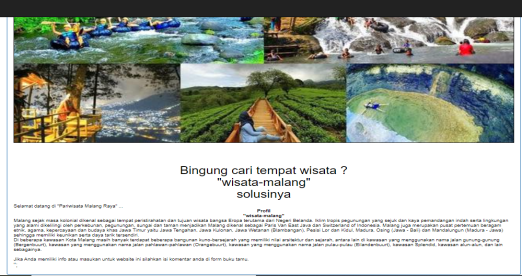 Bingung cari tempat wisata ?
"wisata-malang"
solusinya
Selamat datang di "Pariwisata Malang Raya" ...
Profil
"wisata-malang"
Malang sejak masa kolonial dikenal sebagai tempat peristirahatan dan tujuan wisata bangsa Eropa terutama dari Negeri Belanda. Iklim tropis pegunungan yang sejuk dan kaya pemandangan indah serta lingkungan
yang alami dikelilingi oleh perkebunan, pegunungan, sungai dan taman menjadikan Malang dikenal sebagai Paris Van East Java dan Switzerland of Indonesia. Malang juga merupakan pusat pertemuan beragam
etnik, agama, kepercayaan dan budaya khas Jawa Timur yaitu Jawa Tengahan, Jawa Kulonan, Jawa Wetanan (Blambangan), Pesisi Lor dan Kidul, Madura, Osing (Jawa - Bali) dan Mandalungan (Madura - Jawa)
sehingga memiliki keunikan serta daya tarik tersendiri.
Di beberapa kawasan Kota Malang masih banyak terdapat beberapa bangunan kuno-bersejarah yang memiliki nilai arsitektur dan sejarah, antara lain di kawasan yang menggunakan nama jalan gunung-gunung
(Bergenbuurt), kawasan yang menggunakan nama jalan pahlawan-pahlawan (Oranjebuurt), kawasan yang menggunakan nama jalan pulau-pulau (Eilandenbuurt), kawasan Splendid, kawasan alun-alun, dan lain
sebagainya.
Jika Anda memiliki info atau masukan untuk website ini silahkan isi komentar anda di form buku tamu.